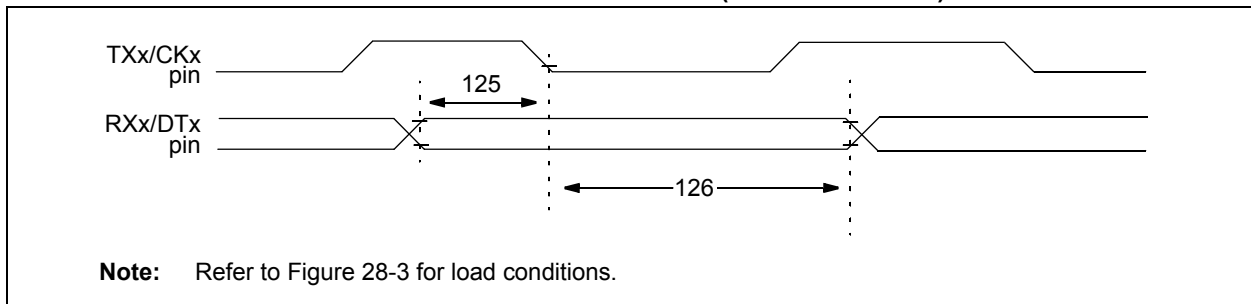 TXx/CKx
pin
125
RXx/DTx
pin
126
Note: Refer to Figure 28-3 for load conditions.